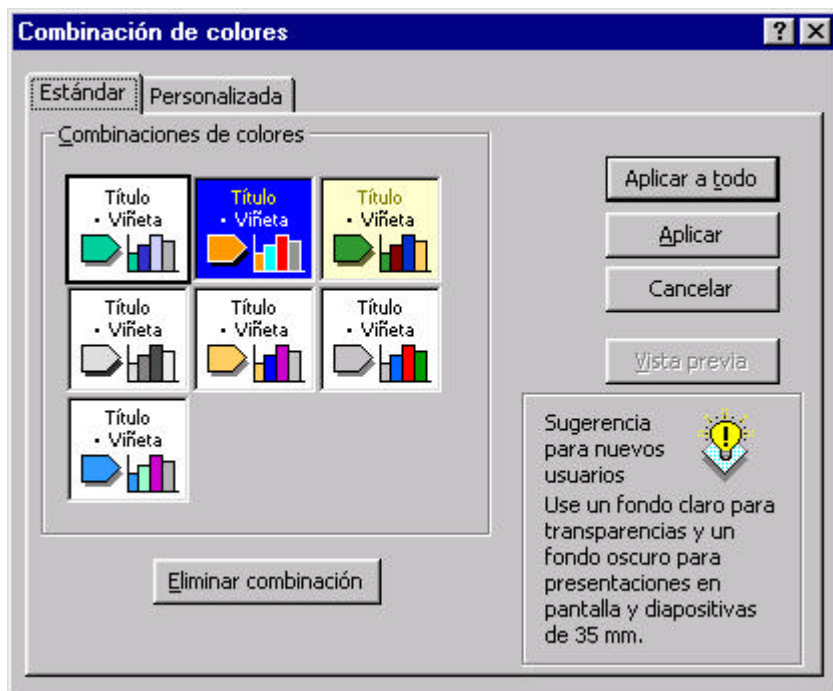 Combinación de colores
Estándar
Personalizada
Combinaciones de colores
Título
• Viñeta
Título
• Viñeta
Título
• Viñeta
Título
• Viñeta
Título
• Viñeta
Título
• Viñeta
Título
• Viñeta
Eliminar combinación
Aplicar a todo
Aplicar
Cancelar
Vista previa
Sugerencia
para nuevos
usuarios
Use un fondo claro para
transparencias y un
fondo oscuro para
presentaciones en
pantalla y diapositivas
de 35 mm.